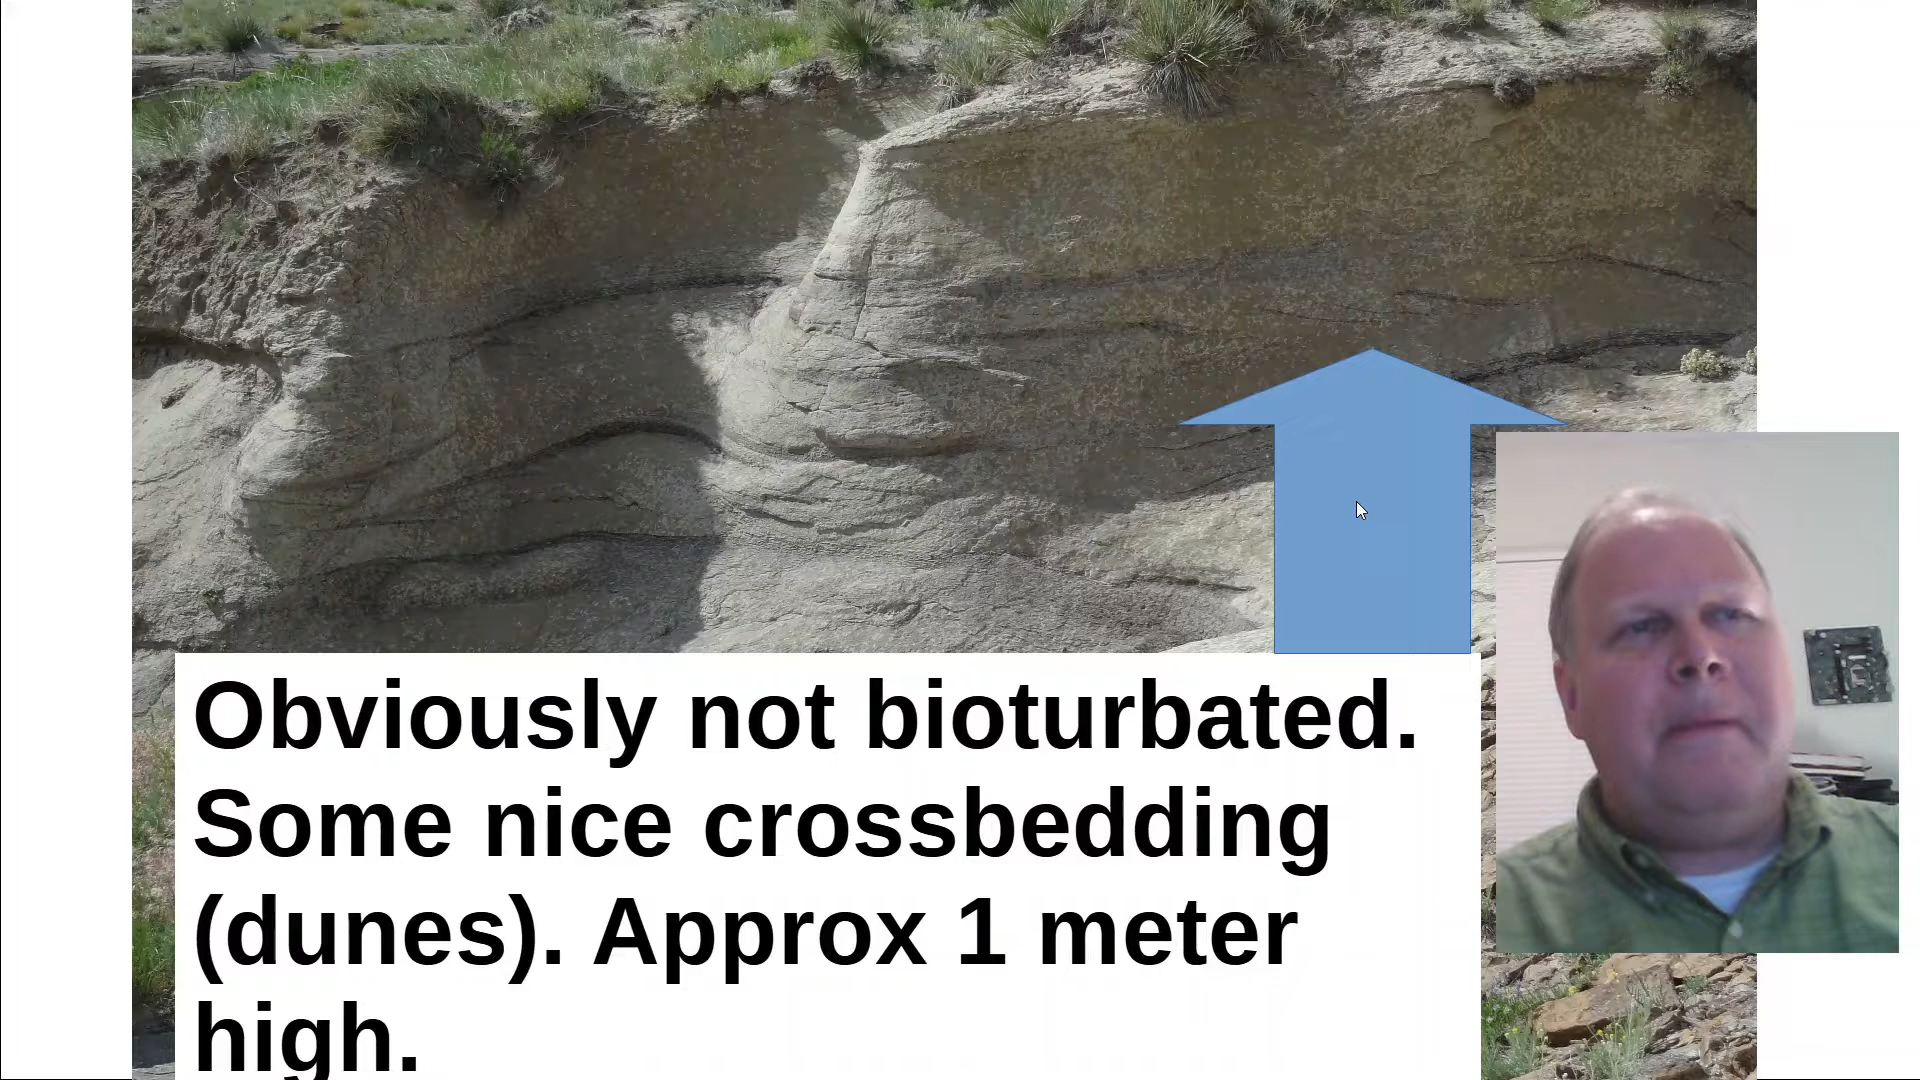 Obviously not bioturbated.
Some nice crossbedding
(dunes). Approx 1 meter
high.